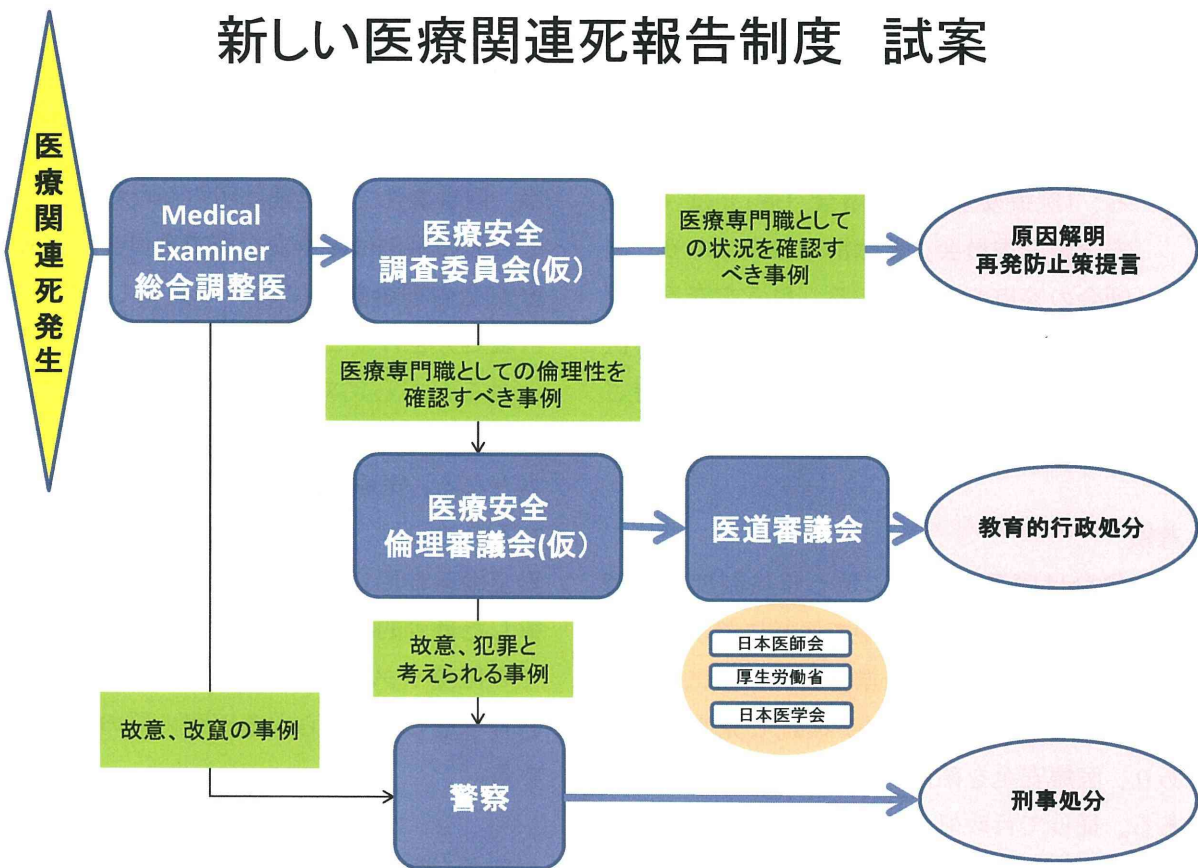 新しい医療関連死報告制度 試案
医療関連死発生
Medical
Examiner
総合調整医
医療安全
調査委員会(仮)
医療専門職として
の状況を確認す
べき事例
原因解明
再発防止策提言
医療専門職としての倫理性を
確認すべき事例
医療安全
倫理審議会(仮)
医道審議会
教育的行政処分
日本医師会
厚生労働省
日本医学会
故意、犯罪と
考えられる事例
故意、改竄の事例
警察
刑事処分